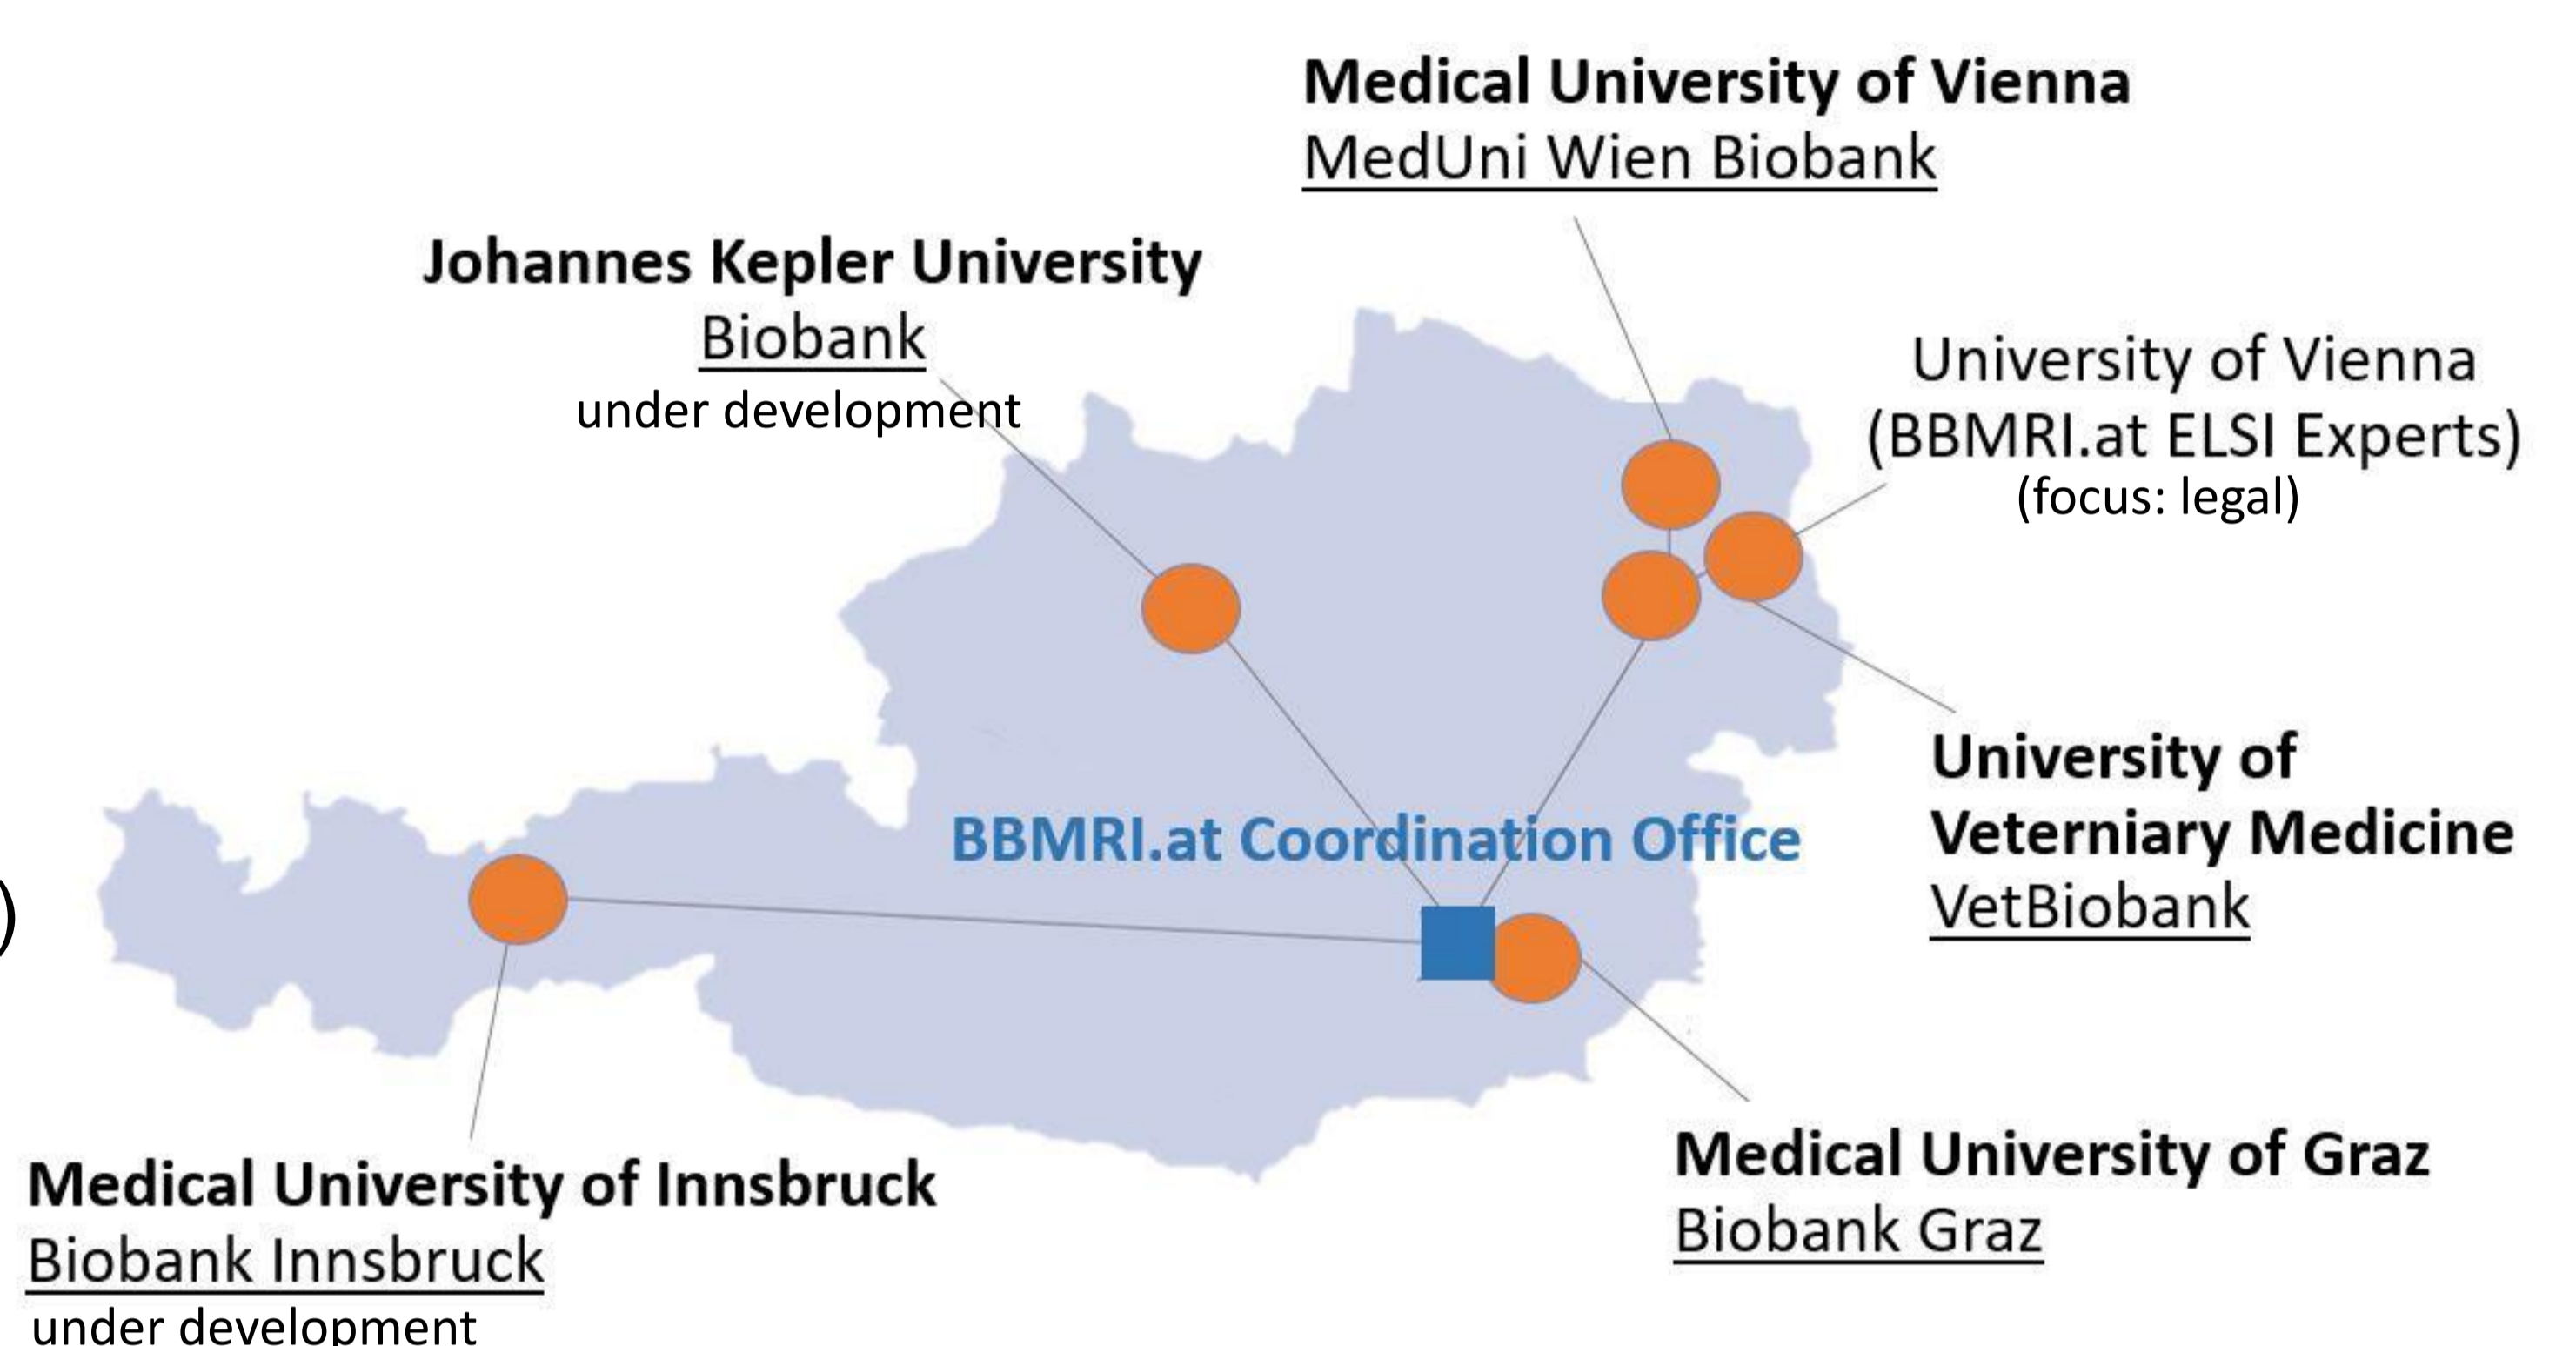 Medical University of Vienna
MedUni Wien Biobank
Johannes Kepler University
Biobank
under development
University of Vienna
(BBMRI.at ELSI Experts)
(focus: legal)
BBMRI.at Coordination Office
University of
Veterniary Medicine
VetBiobank
)
Medical University of Graz
Biobank Graz
Medical University of Innsbruck
Biobank Innsbruck
under development